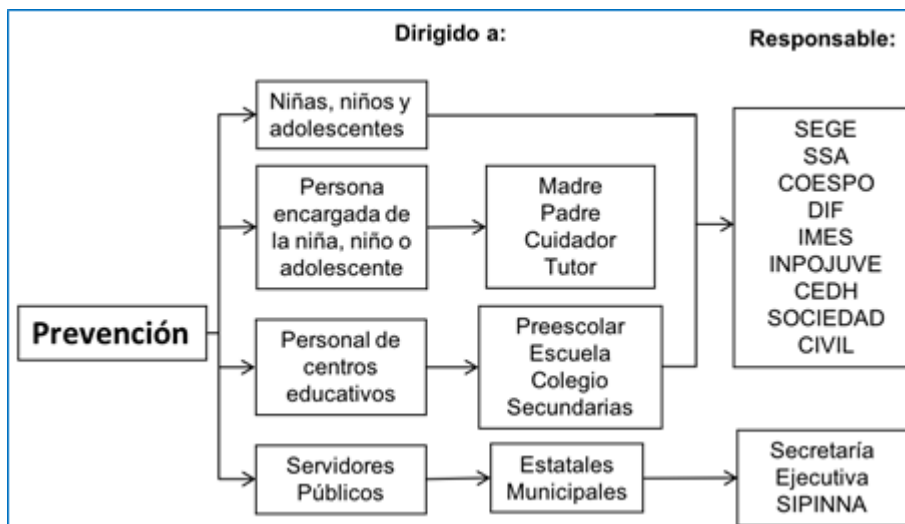 Dirigido a:
Responsable:
Prevención
Niñas, niños y
adolescentes
Persona
encargada de
la niña, niño o
adolescente
Madre
Padre
Cuidador
Tutor
Personal de
centros
educativos
Preescolar
Escuela
Colegio
Secundarias
SEGE
SSA
COESPO
DIF
IMES
INPOJUVE
CEDH
SOCIEDAD
CIVIL
Servidores
Públicos
Estatales
Municipales
Secretaría
Ejecutiva
SIPINNA